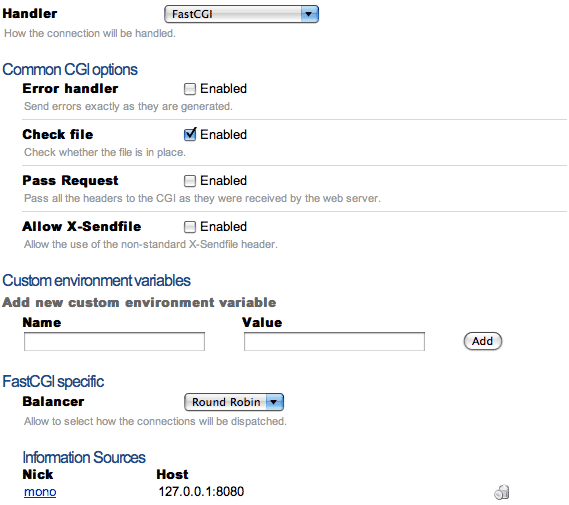 Handler FastCGI
How the connection will be handled.
Common CGI options
Error handler Enabled
Send errors exactly as they are generated.
Check file Enabled
Check whether the file is in place.
Pass Request Enabled
Pass all the headers to the CGI as they were received by the web server.
Allow X-Sendfile Enabled
Allow the use of the non-standard X-Sendfile header.
Custom environment variables
Add new custom environment variable
Name Value
Add
FastCGI specific
Balancer Round Robin
Allow to select how the connections will be dispatched.
Information Sources
Nick Host
mono 127.0.0.1:8080